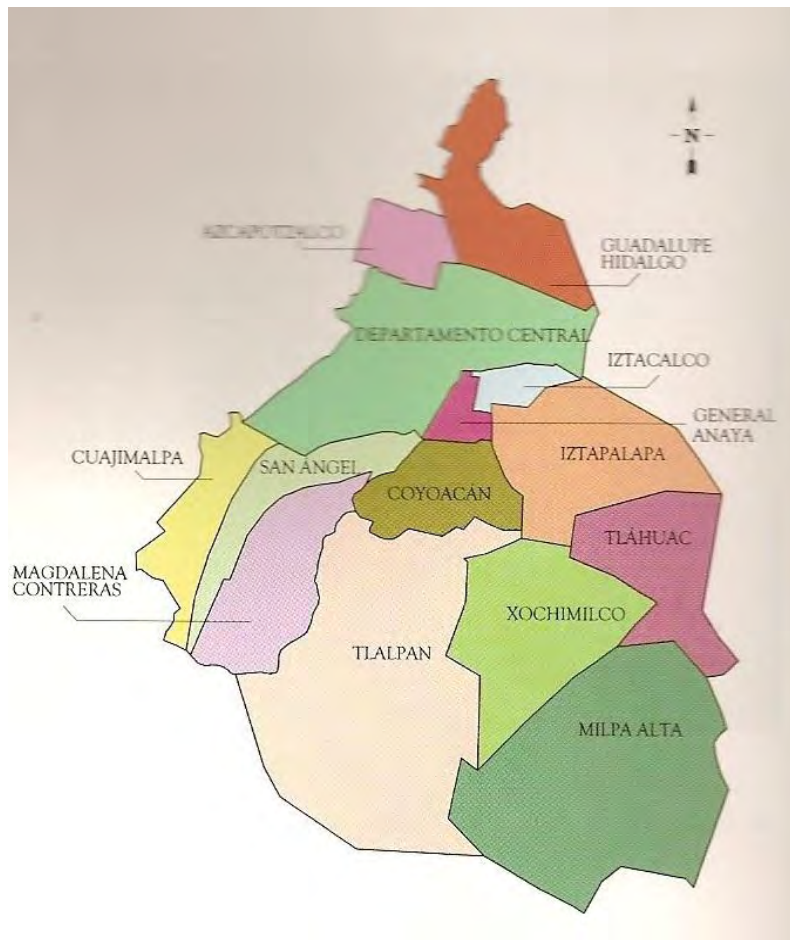 N
AZCAPOTZALCO
GUADALUPE
HIDALGO
DEPARTAMENTO CENTRAL
IZTACALCO
GENERAL
ANAYA
CUAJIMALPA
SAN ÁNGEL
IZTAPALAPA
COYOACÁN
TLÁHUAC
MAGDALENA
CONTRERAS
XOCHIMILCO
TLALPAN
MILPA ALTA